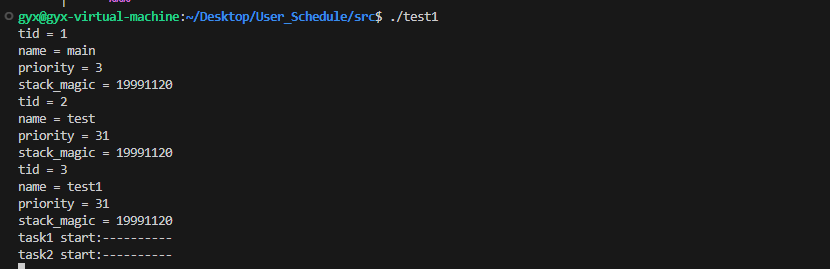 gyx@gyx-virtual-machine:~/Desktop/User_Schedule/src$ ./test1
tid = 1
name = main
priority = 3
stack_magic = 19991120
tid = 2
name = test
priority = 31
stack_magic = 19991120
tid = 3
name = test1
priority = 31
stack_magic = 19991120
task1 start:----------
task2 start:----------